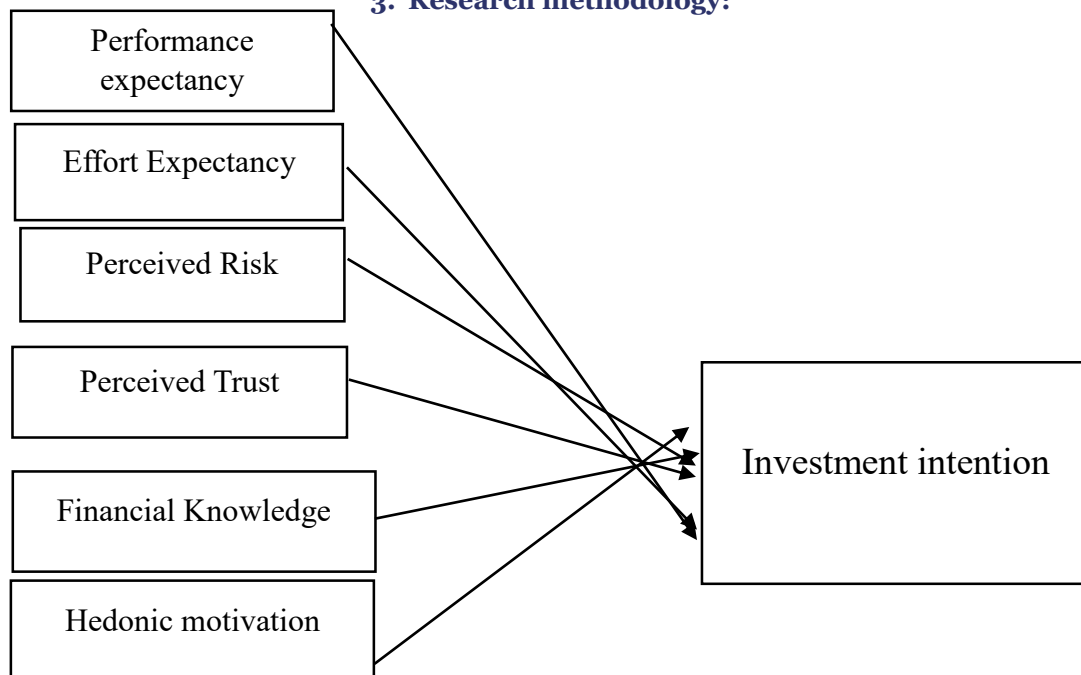 3. Research methodology:
Performance
expectancy
Effort Expectancy
Perceived Risk
Perceived Trust
Investment intention
Financial Knowledge
Hedonic motivation